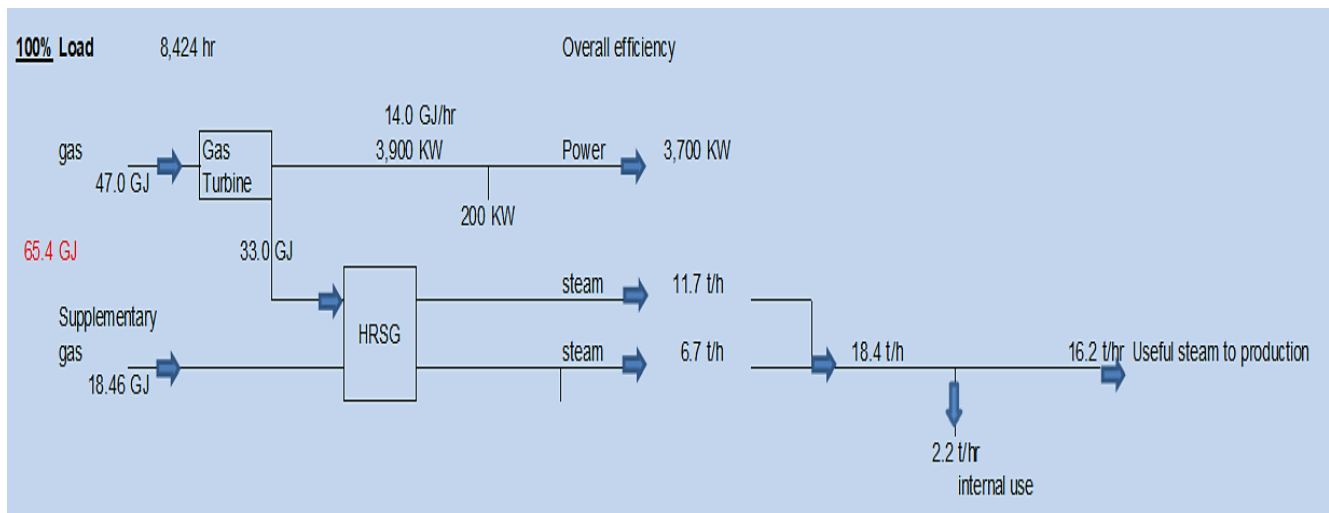 100% Load 8,424 hr Overall efficiency
14.0 GJ/hr
gas Gas Turbine 3,900 KW Power 3,700 KW
47.0 GJ
200 KW
65.4 GJ 33.0 GJ
steam 11.7 t/h
Supplementary
gas HRSG steam 6.7 t/h 18.4 t/h 16.2 t/hr Useful steam to production
18.46 GJ
2.2 t/hr
internal use